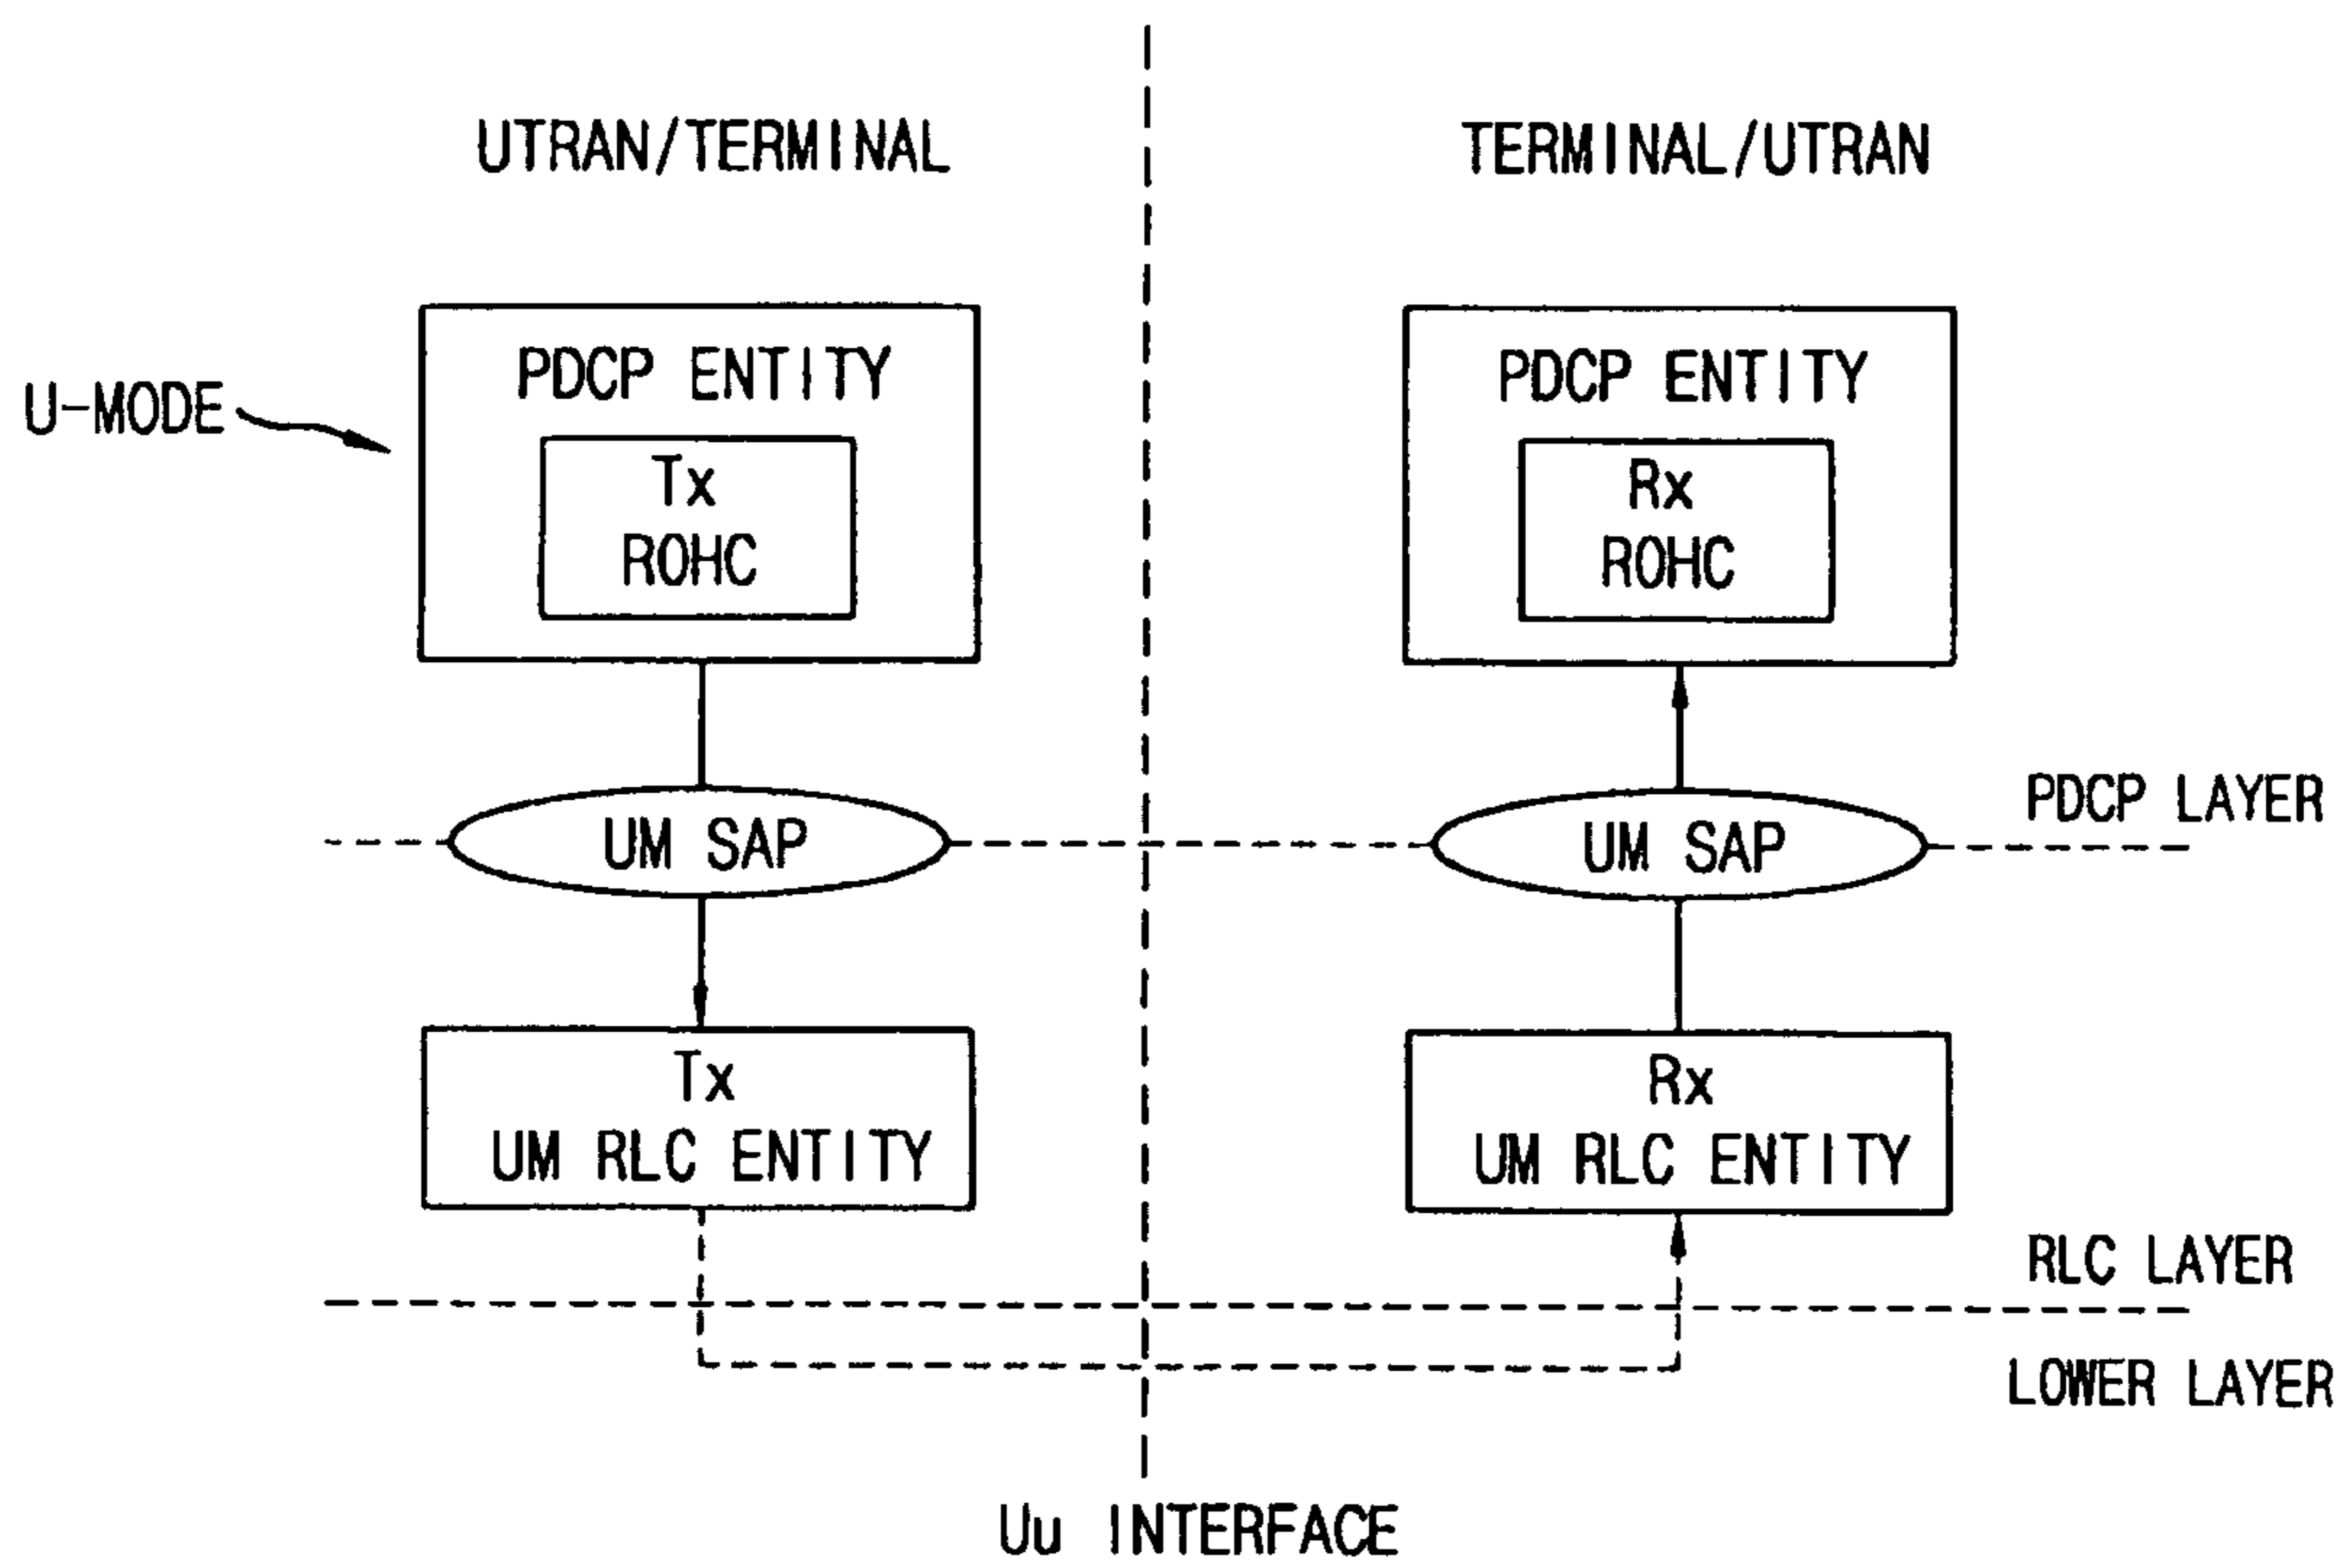 UTRAN/TERMINAL
TERMINAL/UTRAN
U-MODE
PDCP ENTITY
Tx
ROHC
PDCP ENTITY
Rx
ROHC
UM SAP
UM SAP
PDCP LAYER
Tx
UM RLC ENTITY
Rx
UM RLC ENTITY
RLC LAYER
LOWER LAYER
Uu INTERFACE